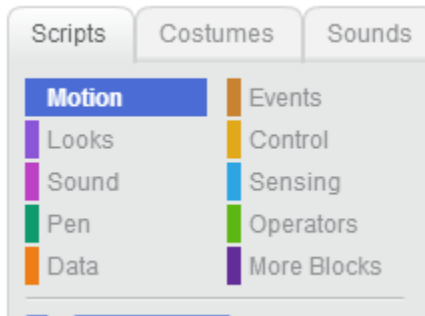 Scripts Costumes Sounds
Motion Events
Looks Control
Sound Sensing
Pen Operators
Data More Blocks